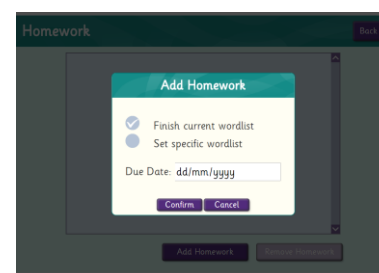 Homework
Back
Add Homework
Finish current wordlist
Set specific wordlist
Due Date: dd/mm/yyyy
Confirm Cancel
Add Homework Remove Homework